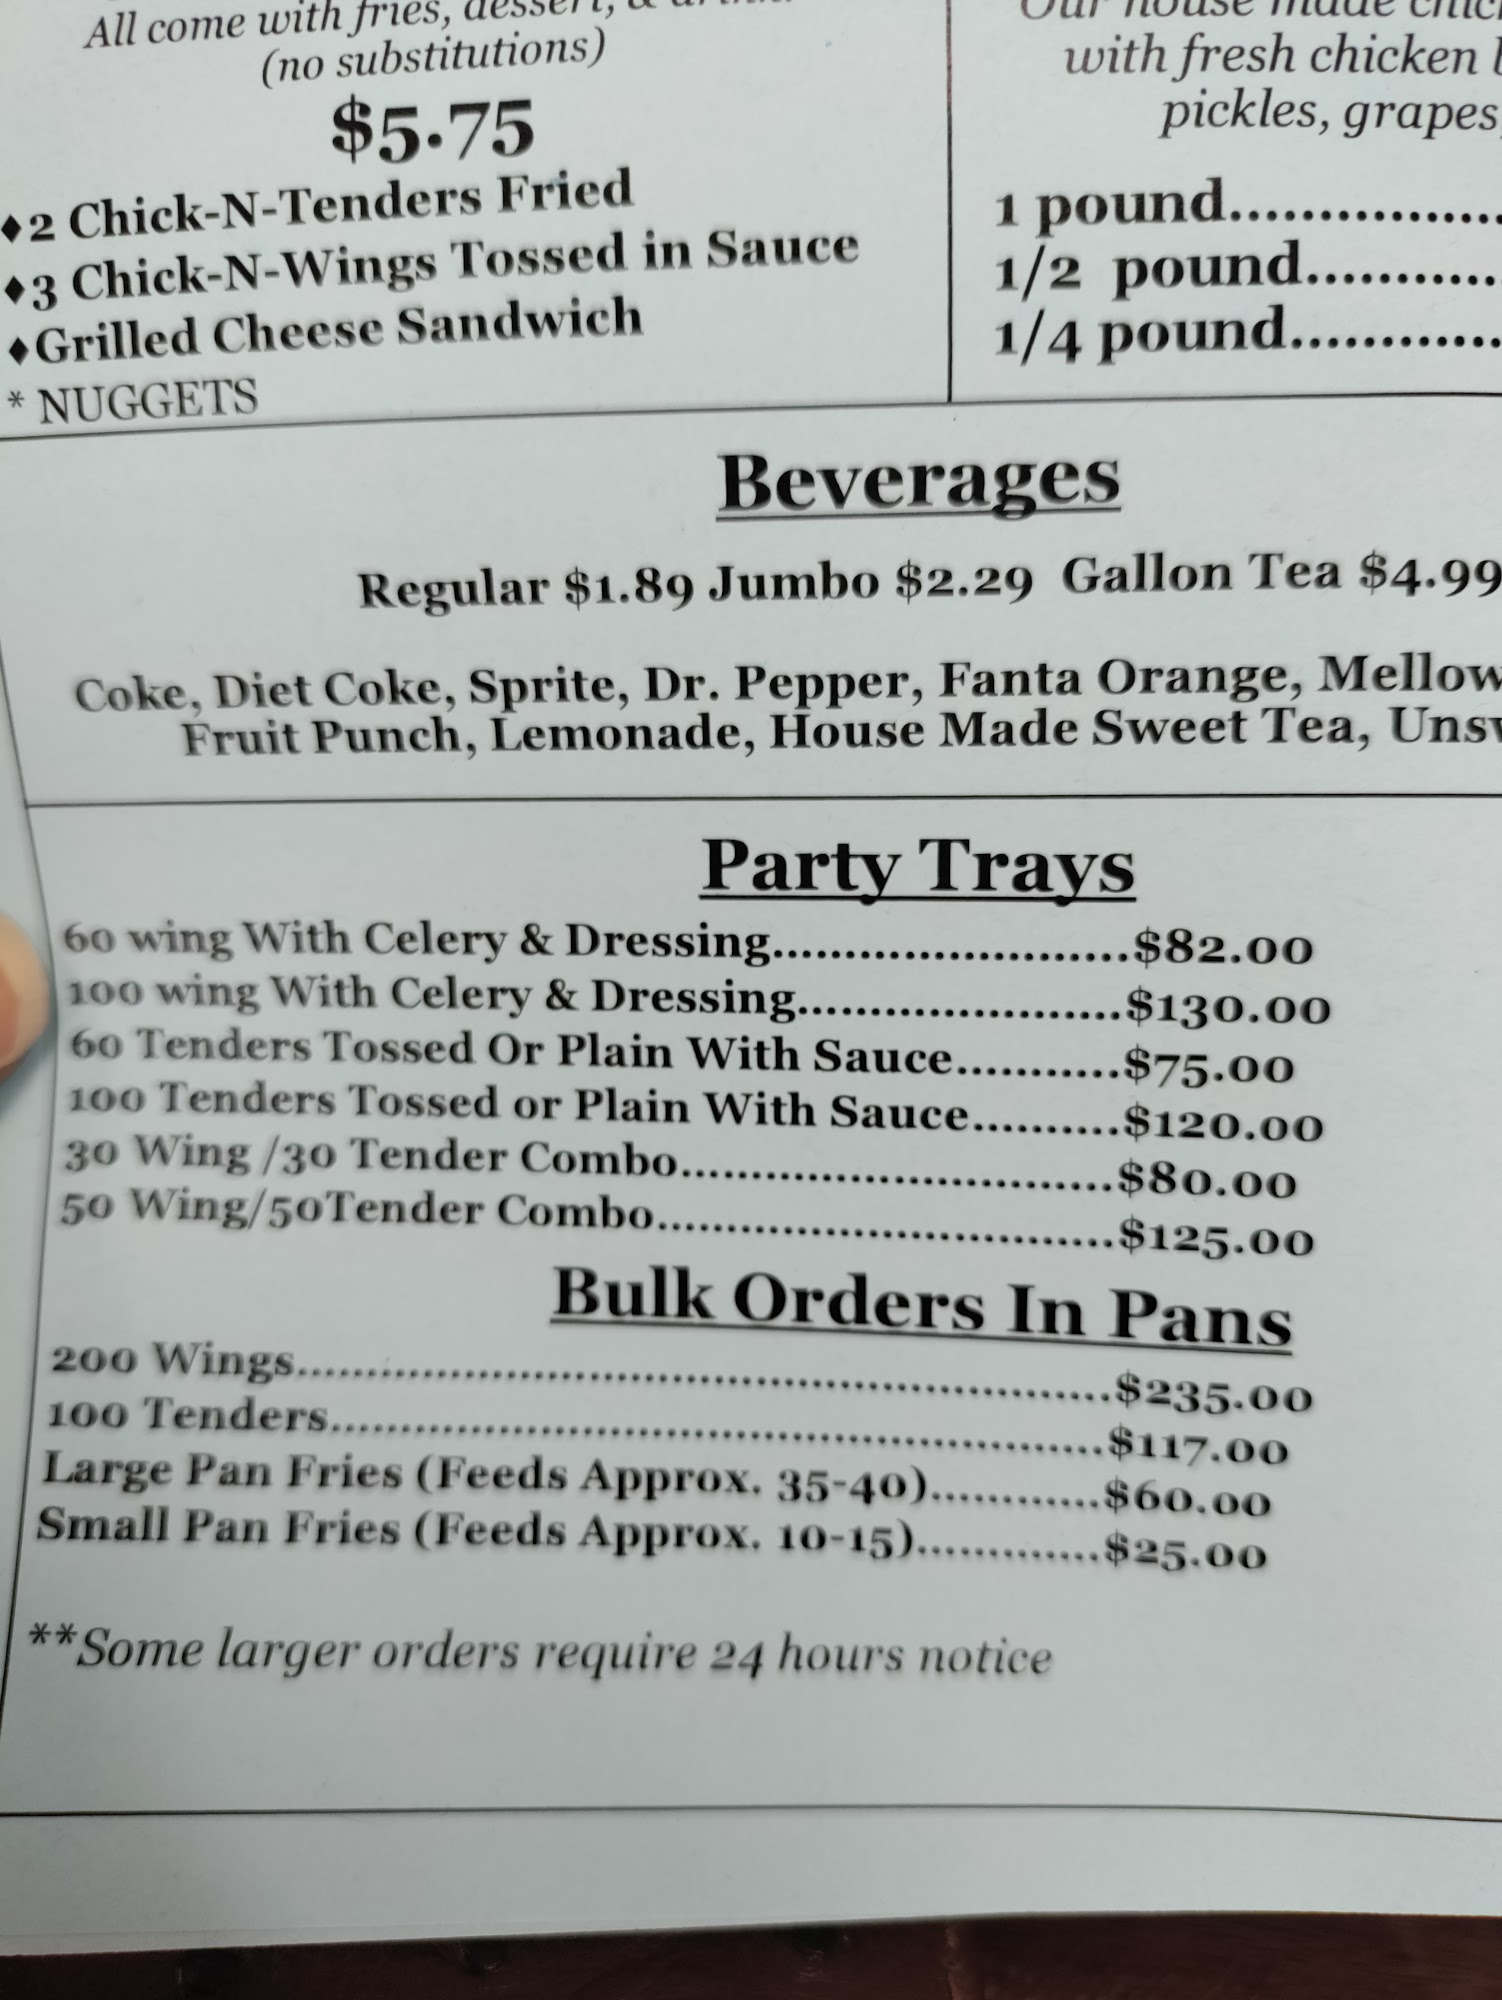 All come with fries, dessert, &
(no substitutions)
$5.75
♦2 Chick-N-Tenders Fried
♦3 Chick-N-Wings Tossed in Sauce
♦Grilled Cheese Sandwich
* NUGGETS
Our house made
with fresh chicken
pickles, grapes,
1 pound...............
1/2 pound...........
1/4 pound............
Beverages
Regular $1.89 Jumbo $2.29 Gallon Tea $4.99
Coke, Diet Coke, Sprite, Dr. Pepper, Fanta Orange, Mellow
Fruit Punch, Lemonade, House Made Sweet Tea,
Party Trays
60 wing With Celery & Dressing........................$82.00
100 wing With Celery & Dressing......................$130.00
60 Tenders Tossed Or Plain With Sauce...........$75.00
100 Tenders Tossed or Plain With Sauce..........$120.00
30 Wing /30 Tender Combo..............................$80.00
50 Wing/50Tender Combo................................$125.00
Bulk Orders In Pans
200 Wings.........................................................$235.00
100 Tenders......................................................$117.00
Large Pan Fries (Feeds Approx. 35-40)............$60.00
Small Pan Fries (Feeds Approx. 10-15).............$25.00
**Some larger orders require 24 hours notice